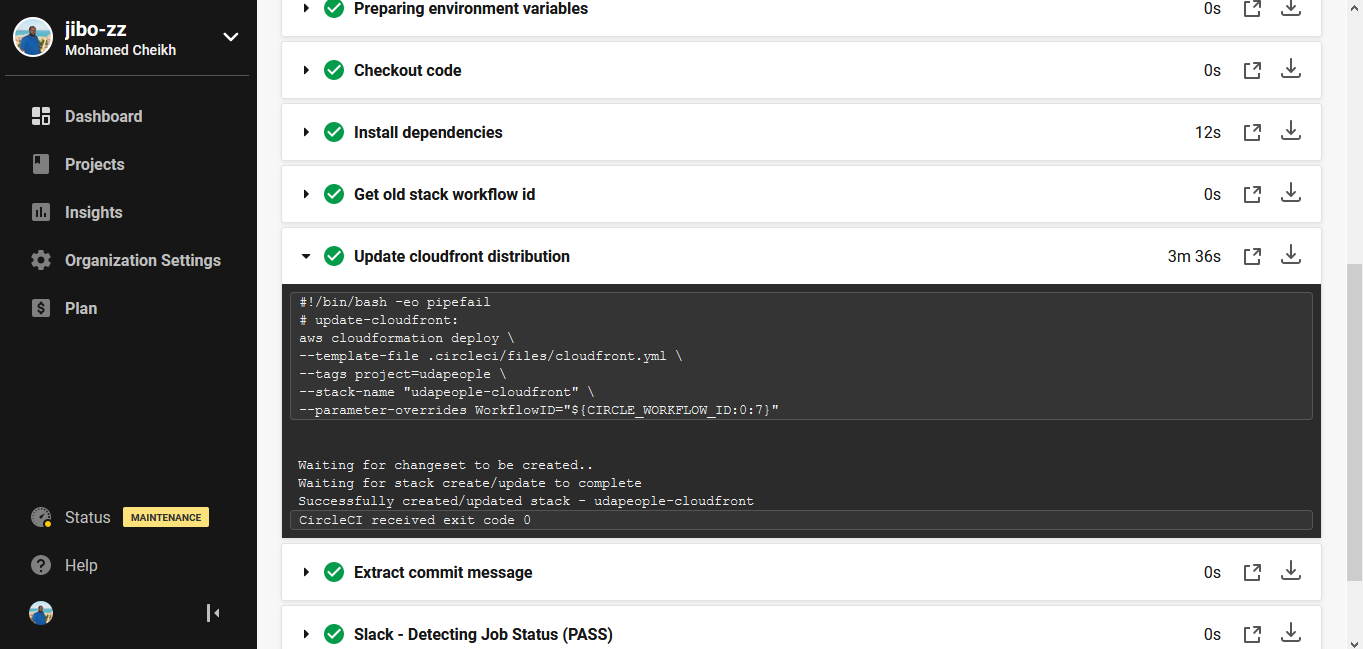 jibo-zz
Mohamed Cheikh
Dashboard
Projects
Insights
Organization Settings
Plan
Status MAINTENANCE
Help
Preparing environment variables 0s
Checkout code 0s
Install dependencies 12s
Get old stack workflow id 0s
Update cloudfront distribution 3m 36s
#!/bin/bash -eo pipefail
# update-cloudfront:
aws cloudformation deploy \
--template-file .circleci/files/cloudfront.yml \
--tags project=udapeople \
--stack-name "udapeople-cloudfront" \
--parameter-overrides WorkflowID="${CIRCLE_WORKFLOW_ID:0:7}"
Waiting for changeset to be created..
Waiting for stack create/update to complete
Successfully created/updated stack - udapeople-cloudfront
CircleCI received exit code 0
Extract commit message 0s
Slack - Detecting Job Status (PASS) 0s